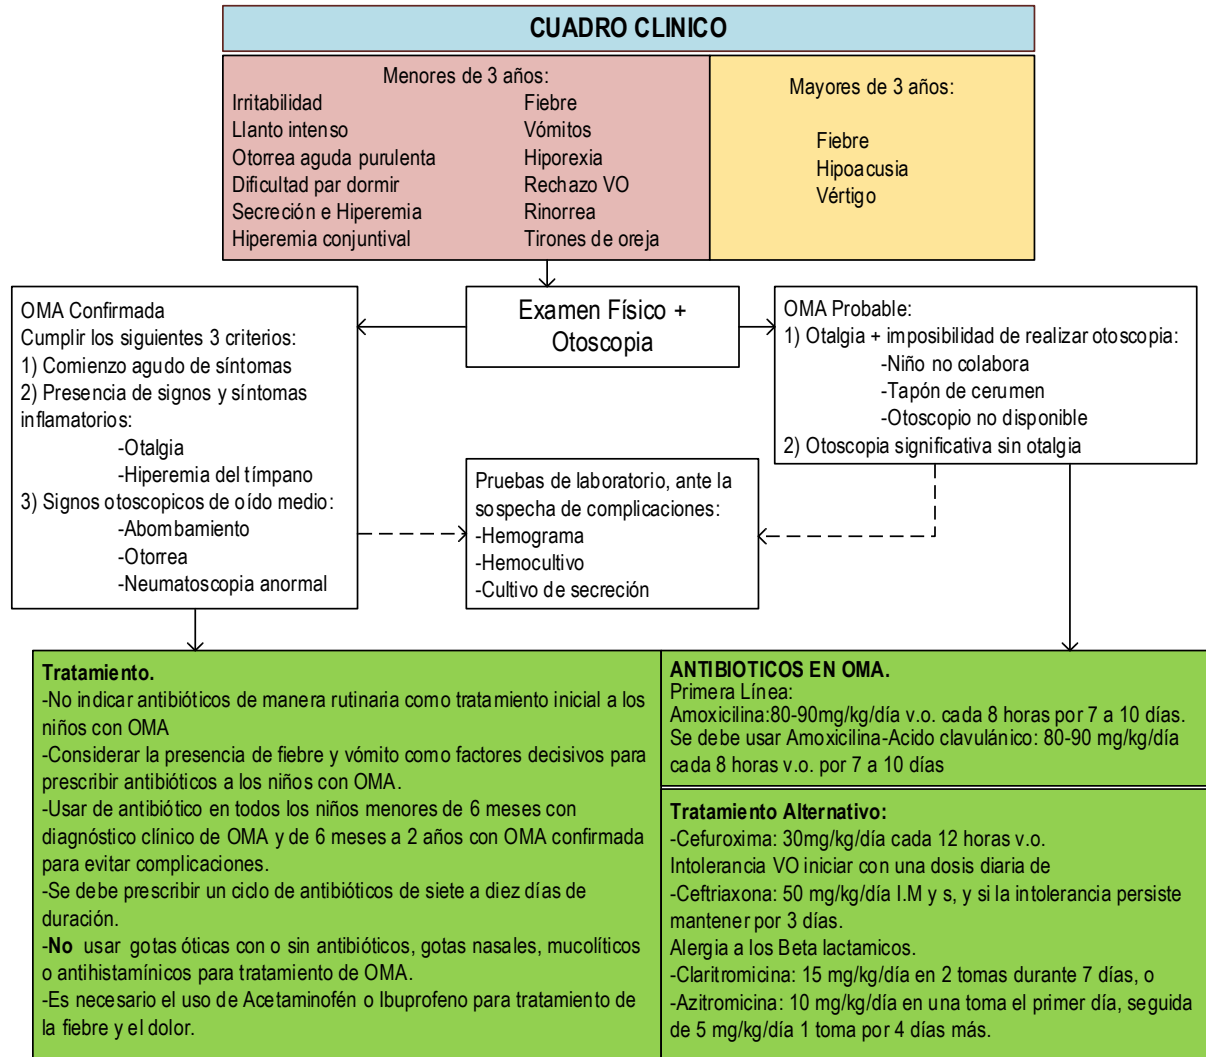 CUADRO CLINICO
Menores de 3 años:
Irritabilidad
Llanto intenso
Otorrea aguda purulenta
Dificultad par dormir
Secreción e Hiperemia
Hiperemia conjuntival
Fiebre
Vómitos
Hiporexia
Rechazo VO
Rinorrea
Tirones de oreja
Mayores de 3 años:
Fiebre
Hipoacusia
Vértigo
OMA Confirmada
Cumplir los siguientes 3 criterios:
1) Comienzo agudo de síntomas
2) Presencia de signos y síntomas
inflamatorios:
-Otalgia
-Hiperemia del tímpano
3) Signos otoscopicos de oído medio:
-Abombamiento
-Otorrea
-Neumatoscopia anormal
Examen Físico +
Otoscopia
OMA Probable:
1) Otalgia + imposibilidad de realizar otoscopia:
-Niño no colabora
-Tapón de cerumen
-Otoscopio no disponible
2) Otoscopia significativa sin otalgia
Pruebas de laboratorio, ante la
sospecha de complicaciones:
-Hemograma
-Hemocultivo
-Cultivo de secreción
Tratamiento.
-No indicar antibióticos de manera rutinaria como tratamiento inicial a los
niños con OMA
-Considerar la presencia de fiebre y vómito como factores decisivos para
prescribir antibióticos a los niños con OMA.
-Usar de antibiótico en todos los niños menores de 6 meses con
diagnóstico clínico de OMA y de 6 meses a 2 años con OMA confirmada
para evitar complicaciones.
-Se debe prescribir un ciclo de antibióticos de siete a diez días de
duración.
-No usar gotas óticas con o sin antibióticos, gotas nasales, mucolíticos
o antihistamínicos para tratamiento de OMA.
-Es necesario el uso de Acetaminofén o Ibuprofeno para tratamiento de
la fiebre y el dolor.
ANTIBIOTICOS EN OMA.
Primera Línea:
Amoxicilina:80-90mg/kg/día v.o. cada 8 horas por 7 a 10 días.
Se debe usar Amoxicilina-Acido clavulánico: 80-90 mg/kg/día
cada 8 horas v.o. por 7 a 10 días
Tratamiento Alternativo:
-Cefuroxima: 30mg/kg/día cada 12 horas v.o.
Intolerancia VO iniciar con una dosis diaria de
-Ceftriaxona: 50 mg/kg/día I.M y s, y si la intolerancia persiste
mantener por 3 días.
Alergia a los Beta lactamicos.
-Claritromicina: 15 mg/kg/día en 2 tomas durante 7 días, o
-Azitromicina: 10 mg/kg/día en una toma el primer día, seguida
de 5 mg/kg/día 1 toma por 4 días más.